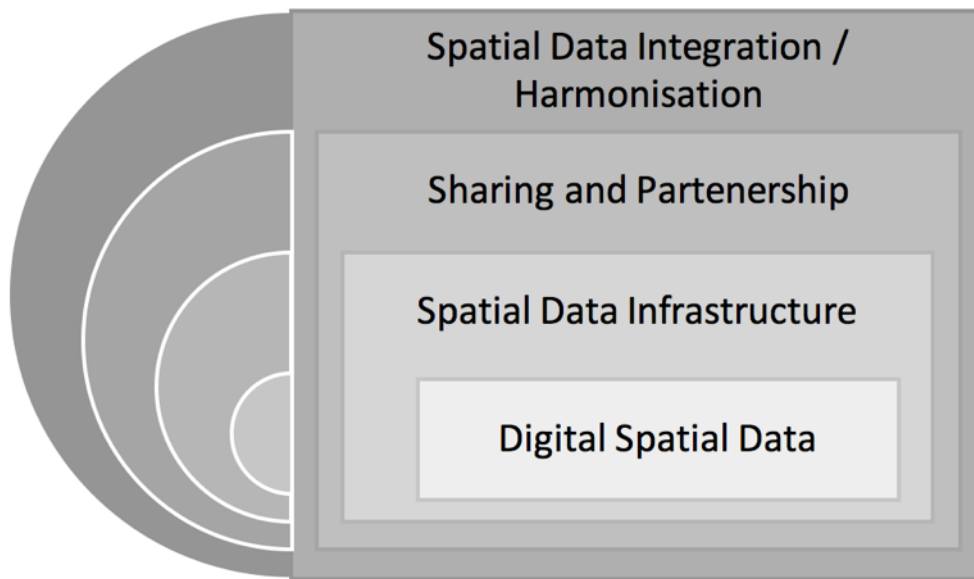 Spatial Data Integration /
Harmonisation
Sharing and Partenership
Spatial Data Infrastructure
Digital Spatial Data